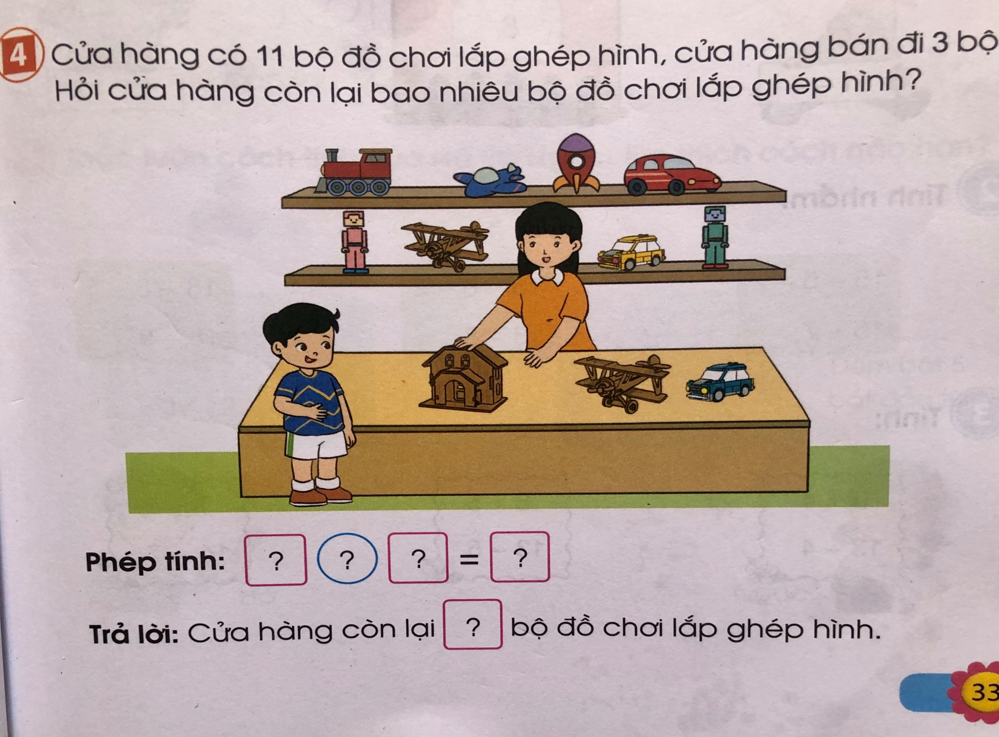 4 Cửa hàng có 11 bộ đồ chơi lắp ghép hình, cửa hàng bán đi 3 bộ
Hỏi cửa hàng còn lại bao nhiêu bộ đồ chơi lắp ghép hình?
Phép tính: ? ? ? = ?
Trả lời: Cửa hàng còn lại ? bộ đồ chơi lắp ghép hình.
33